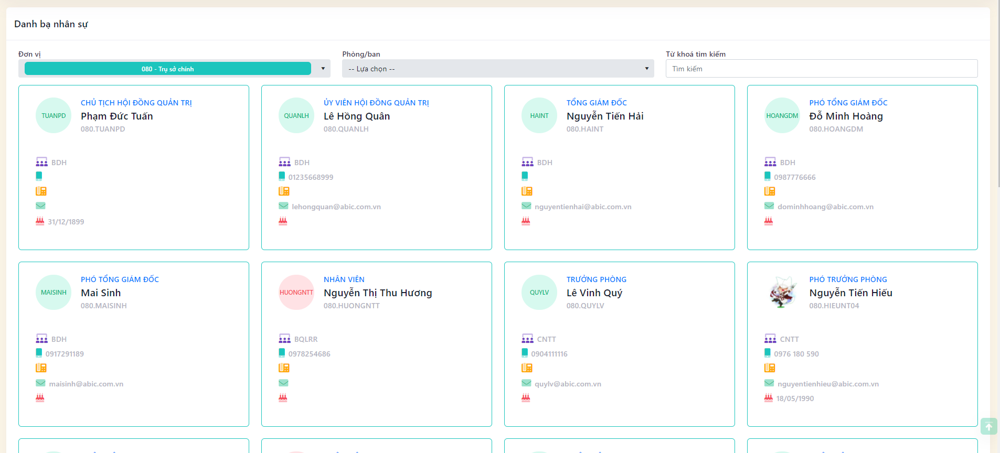 Danh bạ nhân sự
Đơn vị
Phòng/ban
Từ khoá tìm kiếm
080 - Trụ sở chính
-- Lựa chọn --
Tìm kiếm
TUANPD
CHỦ TỊCH HỘI ĐỒNG QUẢN TRỊ
Phạm Đức Tuấn
080.TUANPD
BDH
31/12/1899
QUANLH
ỦY VIÊN HỘI ĐỒNG QUẢN TRỊ
Lê Hồng Quân
080.QUANLH
BDH
01235668999
lehongquan@abic.com.vn
HAINT
TỔNG GIÁM ĐỐC
Nguyễn Tiến Hải
080.HAINT
BDH
nguyentienhai@abic.com.vn
HOANGDM
PHÓ TỔNG GIÁM ĐỐC
Đỗ Minh Hoàng
080.HOANGDM
BDH
0987776666
dominhhoang@abic.com.vn
MAISINH
PHÓ TỔNG GIÁM ĐỐC
Mai Sinh
080.MAISINH
BDH
0917291189
maisinh@abic.com.vn
HUONGNTT
NHÂN VIÊN
Nguyễn Thị Thu Hương
080.HUONGNTT
BQLRR
0978254686
QUYLV
TRƯỞNG PHÒNG
Lê Vinh Quý
080.QUYLV
CNTT
0904111116
quylv@abic.com.vn
PHÓ TRƯỞNG PHÒNG
Nguyễn Tiến Hiếu
080.HIEUNT04
CNTT
0976 180 590
nguyentienhieu@abic.com.vn
18/05/1990